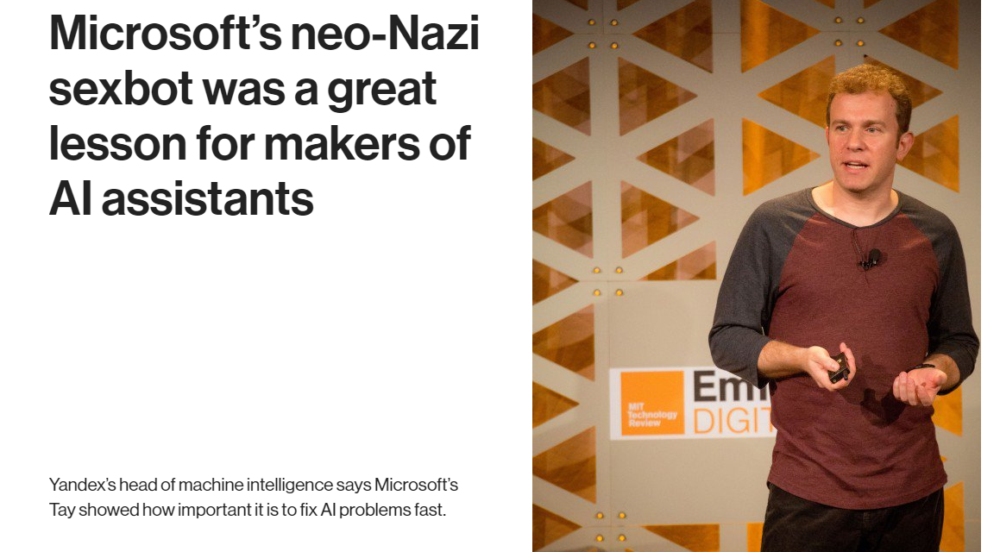 Microsoft’s neo-Nazi
sexbot was a great
lesson for makers of
AI assistants
Yandex’s head of machine intelligence says Microsoft’s
Tay showed how important it is to fix AI problems fast.
MIT
Technology
Review
Em
DIGIT